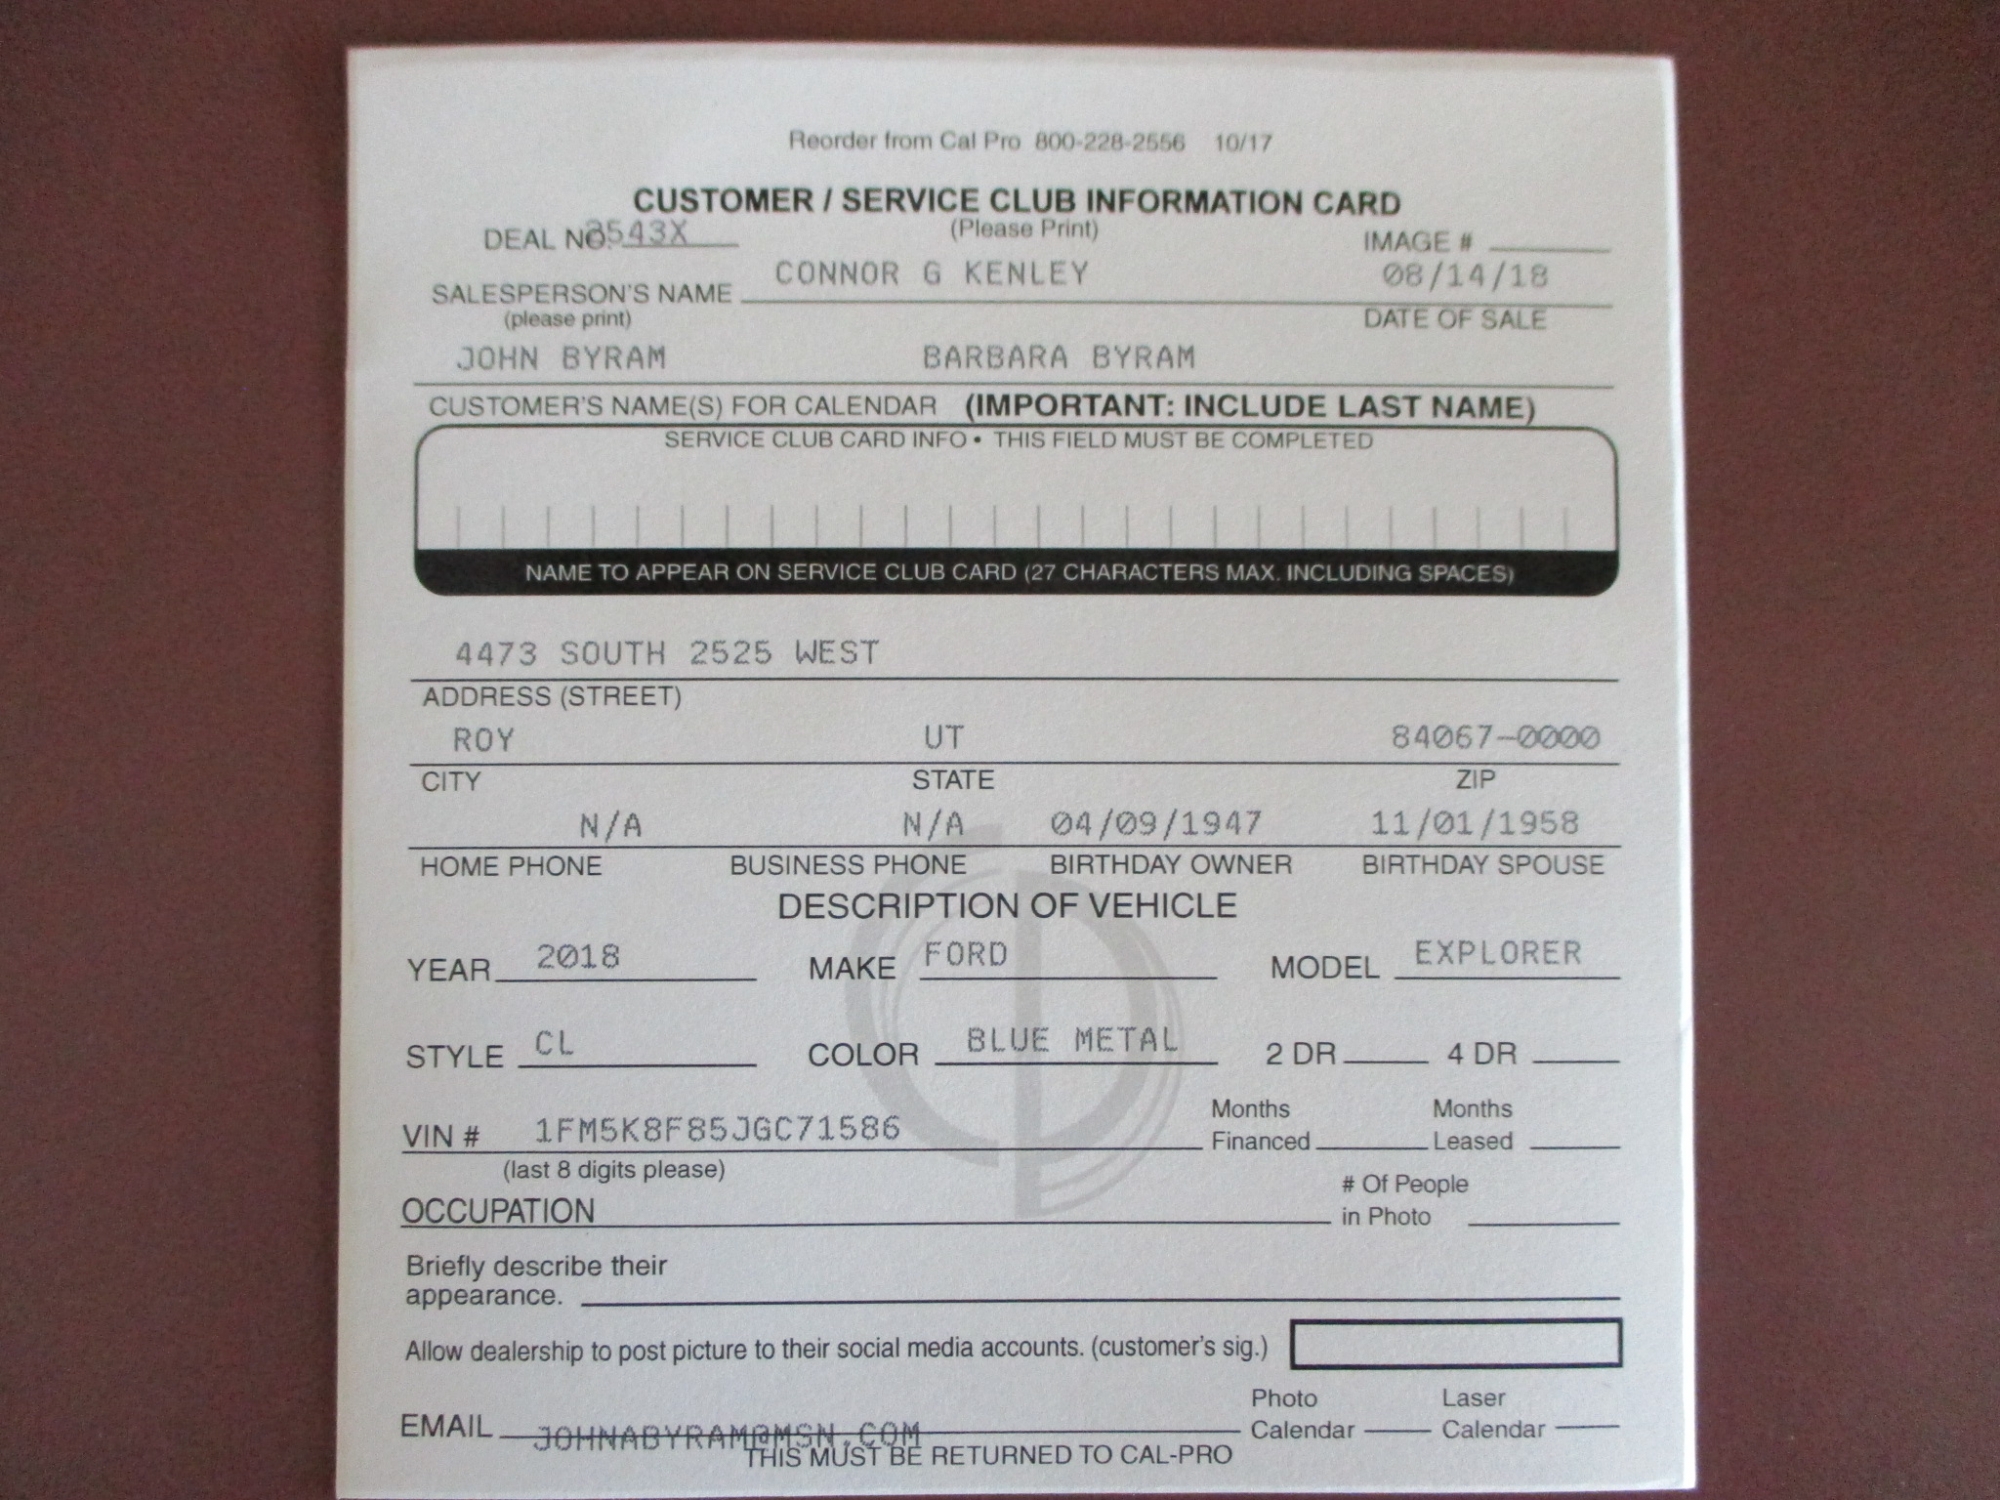 Reorder from Cal Pro 800-228-2556 10/17
CUSTOMER / SERVICE CLUB INFORMATION CARD
(Please Print)
DEAL NO. 3543X IMAGE #
SALESPERSON'S NAME CONNOR G KENLEY 08/14/18
(please print) DATE OF SALE
JOHN BYRAM BARBARA BYRAM
CUSTOMER'S NAME(S) FOR CALENDAR (IMPORTANT: INCLUDE LAST NAME)
SERVICE CLUB CARD INFO • THIS FIELD MUST BE COMPLETED
NAME TO APPEAR ON SERVICE CLUB CARD (27 CHARACTERS MAX. INCLUDING SPACES)
4473 SOUTH 2525 WEST
ADDRESS (STREET)
ROY UT 84067-0000
CITY STATE ZIP
N/A N/A 04/09/1947 11/01/1958
HOME PHONE BUSINESS PHONE BIRTHDAY OWNER BIRTHDAY SPOUSE
DESCRIPTION OF VEHICLE
YEAR 2018 MAKE FORD MODEL EXPLORER
STYLE CL COLOR BLUE METAL 2 DR 4 DR
VIN # 1FM5K8F85JGC71586 Months Financed Months Leased
(last 8 digits please)
OCCUPATION # Of People in Photo
Briefly describe their
appearance.
Allow dealership to post picture to their social media accounts. (customer's sig.)
EMAIL JOHNABYRAM@MSN.COM Photo Calendar Laser Calendar
THIS MUST BE RETURNED TO CAL-PRO